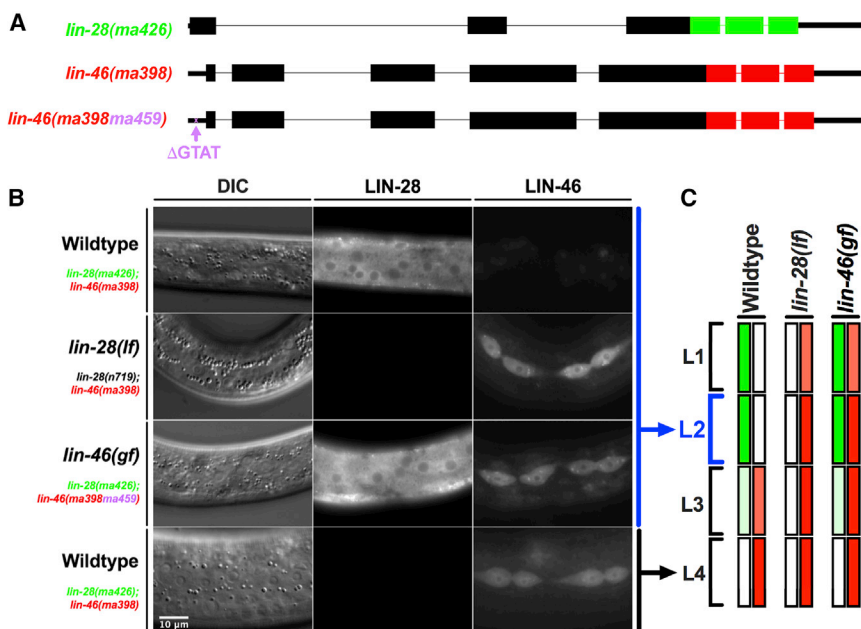 A
lin-28(ma426)
lin-46(ma398)
lin-46(ma398ma459)
ΔGTAT
B
DIC LIN-28 LIN-46
Wildtype
lin-28(ma426);
lin-46(ma398)
lin-28(lf)
lin-28(n719);
lin-46(ma398)
lin-46(gf)
lin-28(ma426);
lin-46(ma398ma459)
Wildtype
lin-28(ma426);
lin-46(ma398)
10 µm
C
Wildtype
lin-28(lf)
lin-46(gf)
L1
L2
L3
L4